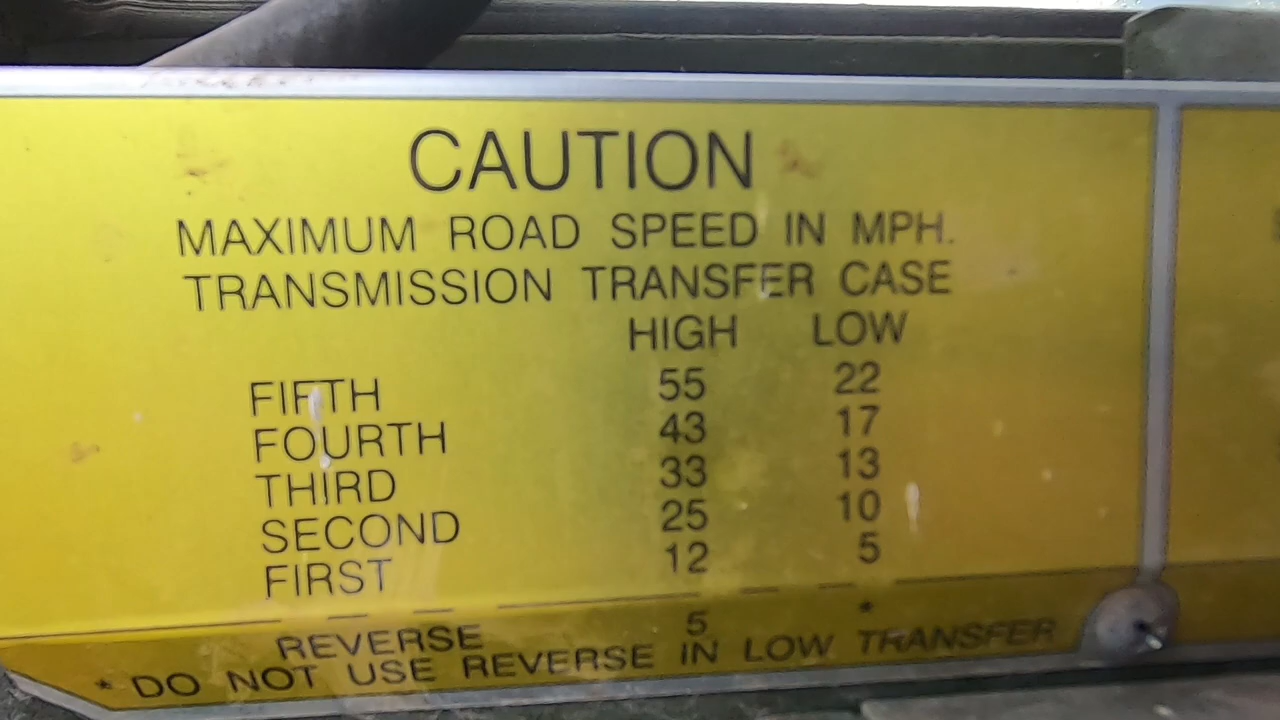 CAUTION
MAXIMUM ROAD SPEED IN MPH.
TRANSMISSION TRANSFER CASE
HIGH LOW
FIFTH 55 22
FOURTH 43 17
THIRD 33 13
SECOND 25 10
FIRST 12 5
REVERSE 5 *
* DO NOT USE REVERSE IN LOW TRANSFER